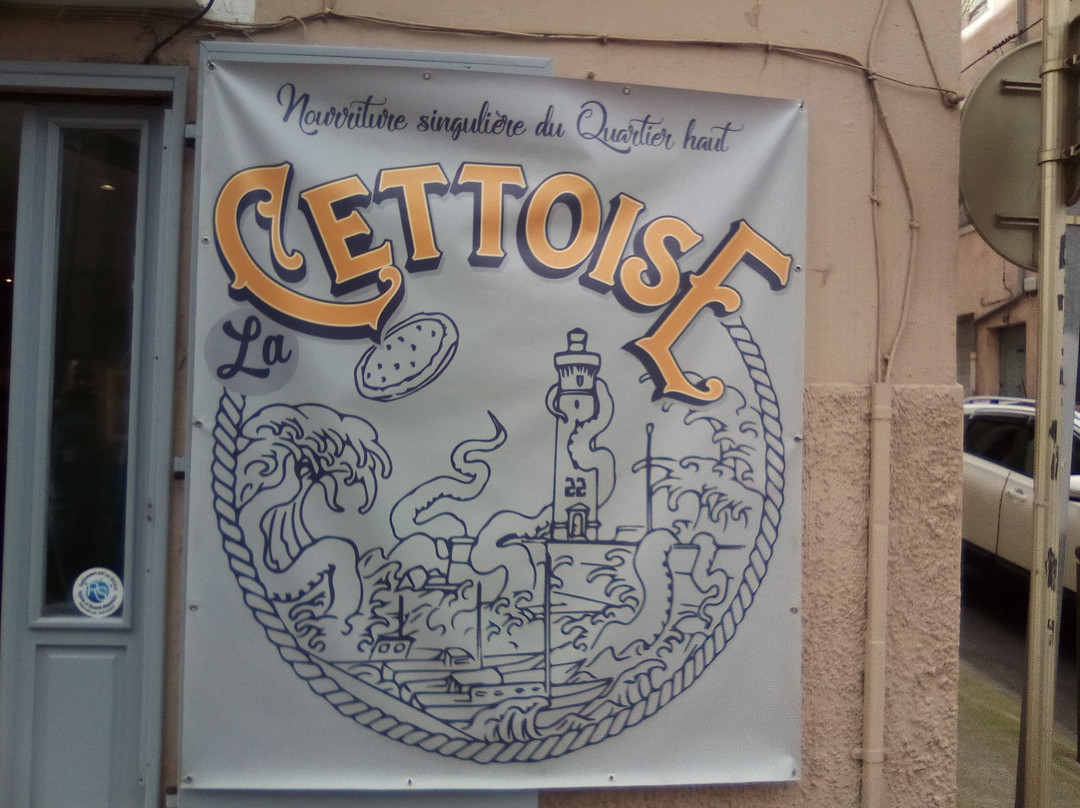 Nourriture singulière du Quartier haut
La
CETTOISE
22